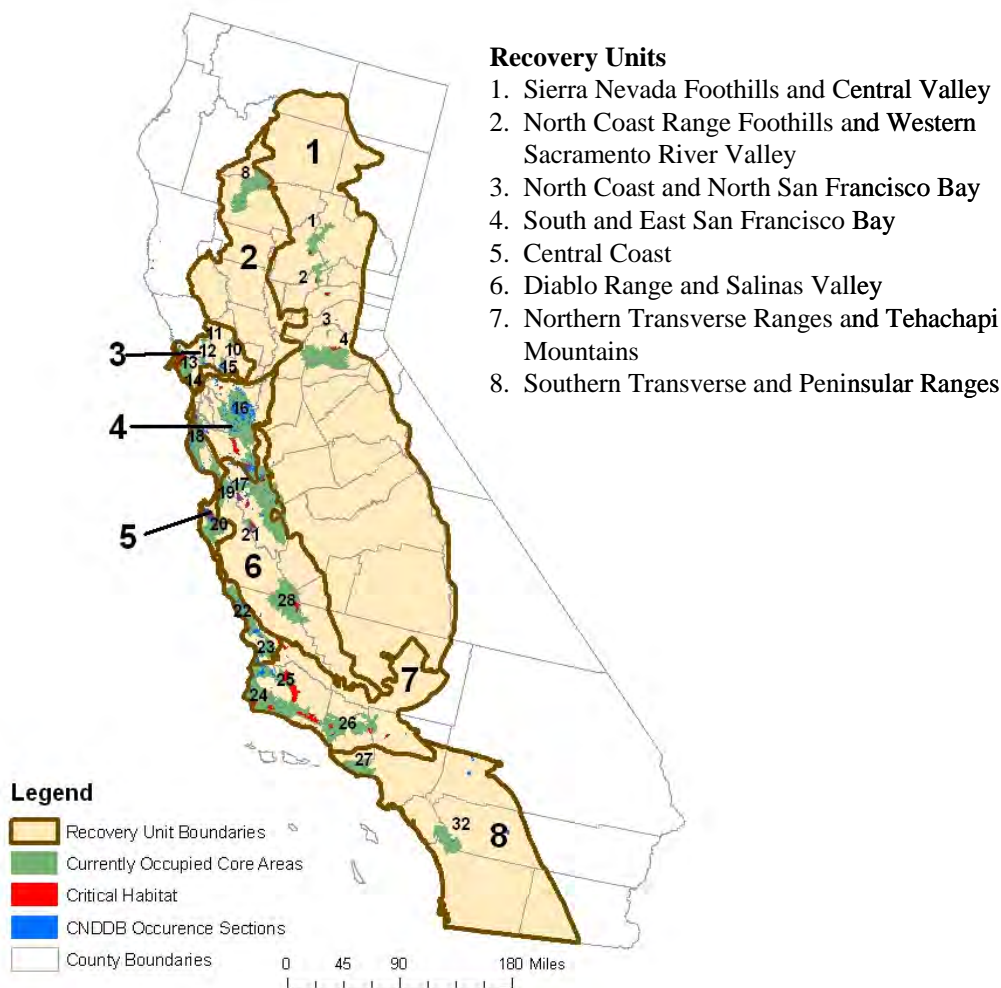 Recovery Units
1. Sierra Nevada Foothills and Central Valley
2. North Coast Range Foothills and Western
Sacramento River Valley
3. North Coast and North San Francisco Bay
4. South and East San Francisco Bay
5. Central Coast
6. Diablo Range and Salinas Valley
7. Northern Transverse Ranges and Tehachapi
Mountains
8. Southern Transverse and Peninsular Ranges
1
8
1
2
2
3
4
11
12
10
3
13
15
14
16
4
18
17
19
5
20
21
6
28
22
23
7
25
24
26
27
32
8
Legend
Recovery Unit Boundaries
Currently Occupied Core Areas
Critical Habitat
CNDDB Occurence Sections
County Boundaries
0 45 90 180 Miles